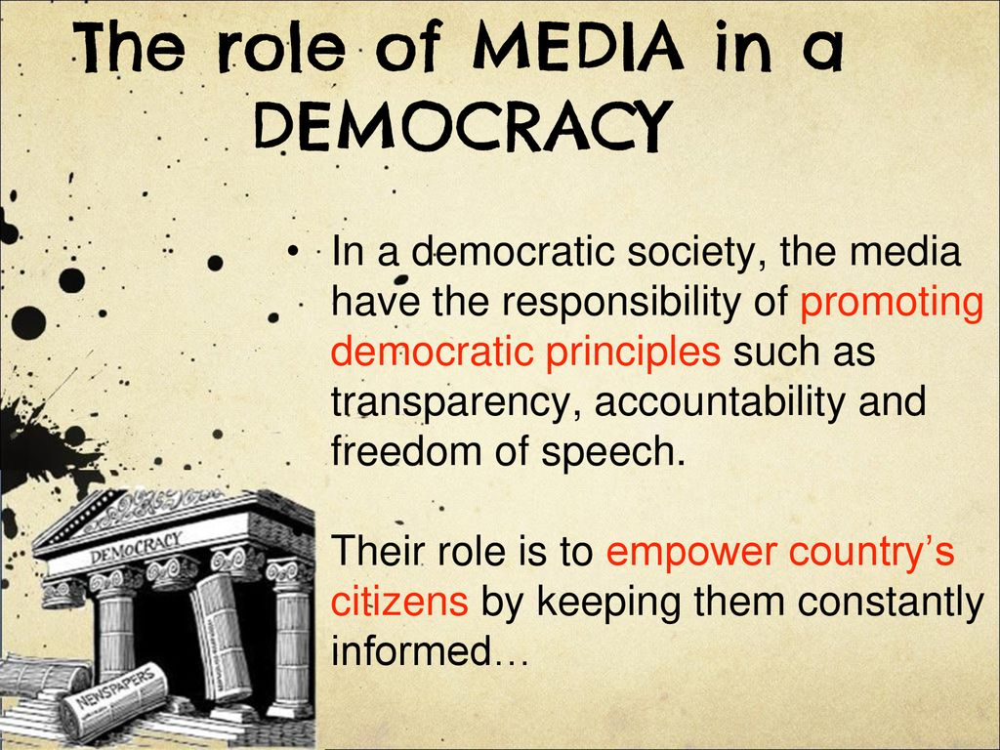 The role of MEDIA in a
DEMOCRACY
• In a democratic society, the media
have the responsibility of promoting
democratic principles such as
transparency, accountability and
freedom of speech.
Their role is to empower country’s
citizens by keeping them constantly
informed…
DEMOCRACY
NEWSPAPERS